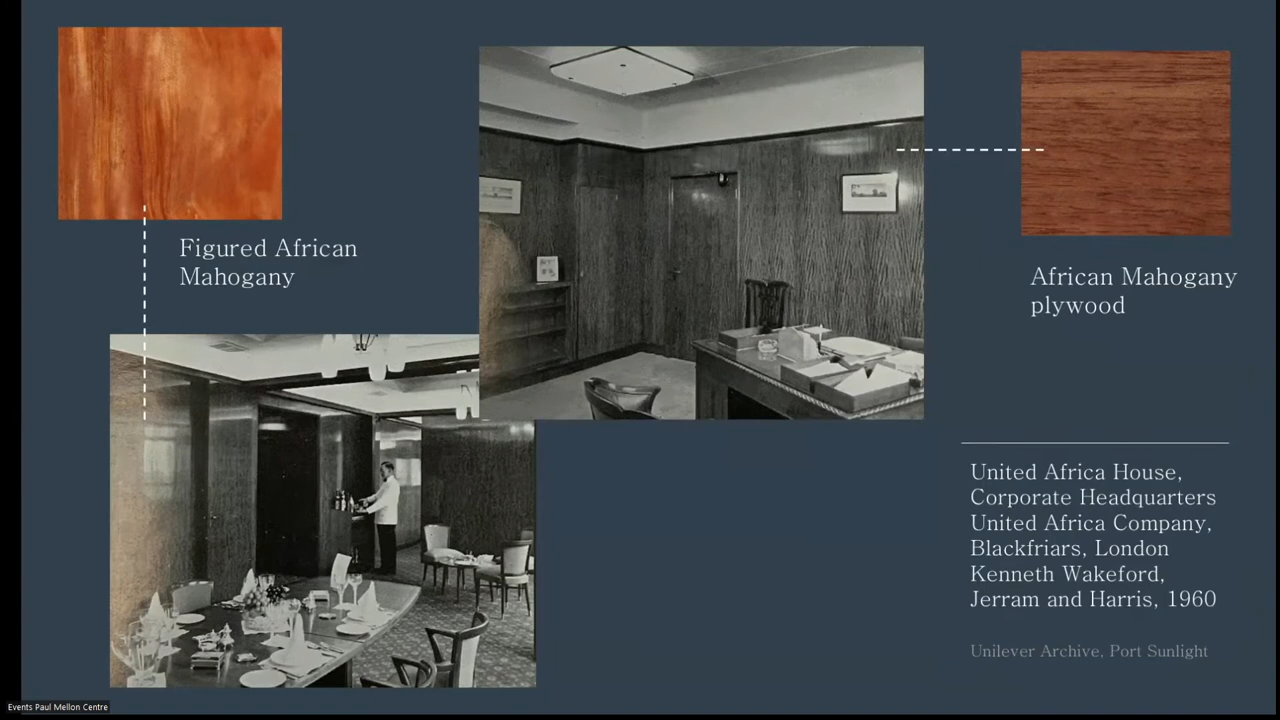 Figured African
Mahogany
African Mahogany
plywood
United Africa House,
Corporate Headquarters
United Africa Company,
Blackfriars, London
Kenneth Wakeford,
Jerram and Harris, 1960
Unilever Archive, Port Sunlight
Events Paul Mellon Centre